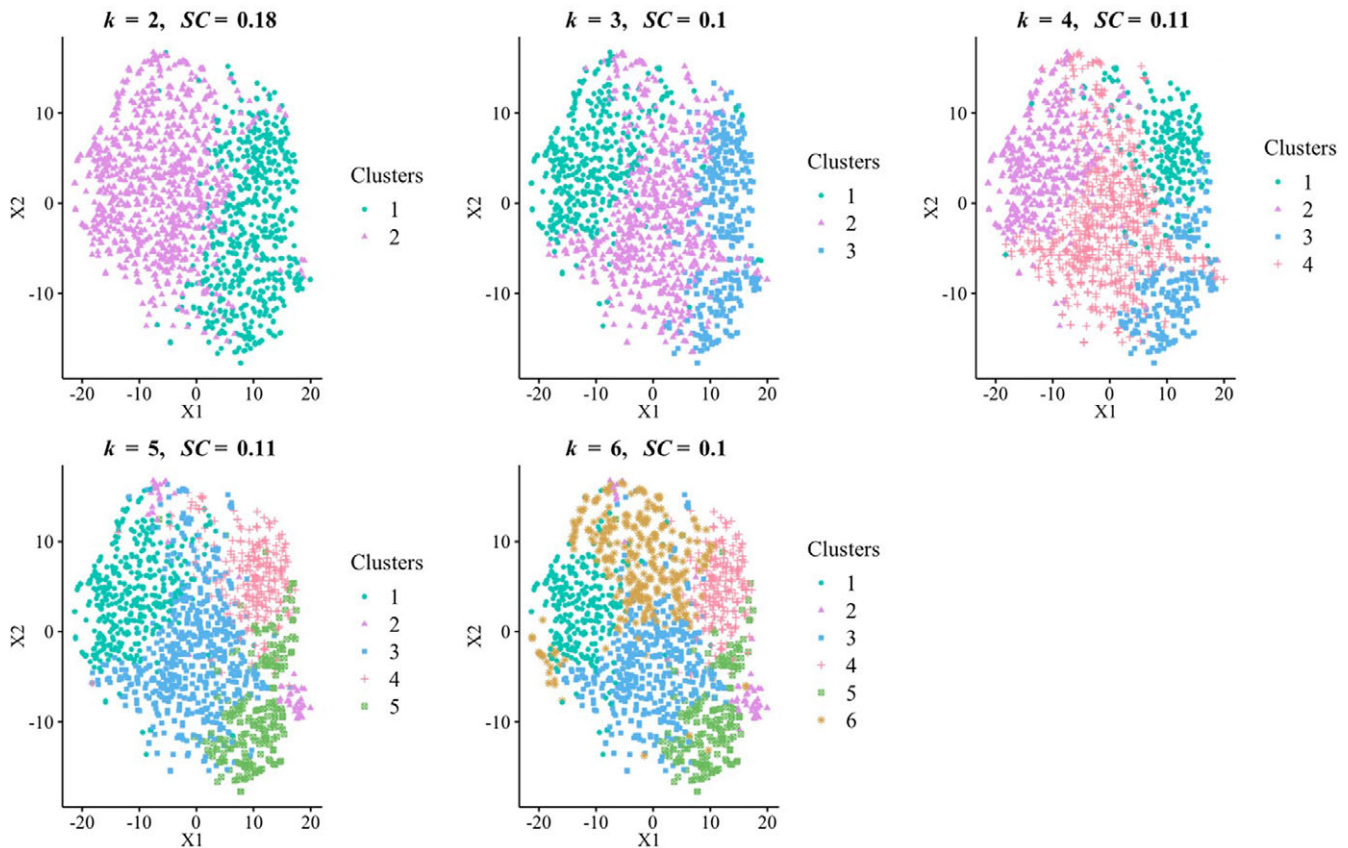 k = 2, SC = 0.18
10
0
-10
X2
-20 -10 0 10 20
X1
Clusters
1
2
k = 3, SC = 0.1
10
0
-10
X2
-20 -10 0 10 20
X1
Clusters
1
2
3
k = 4, SC = 0.11
10
0
-10
X2
-20 -10 0 10 20
X1
Clusters
1
2
3
4
k = 5, SC = 0.11
10
0
-10
X2
-20 -10 0 10 20
X1
Clusters
1
2
3
4
5
k = 6, SC = 0.1
10
0
-10
X2
-20 -10 0 10 20
X1
Clusters
1
2
3
4
5
6